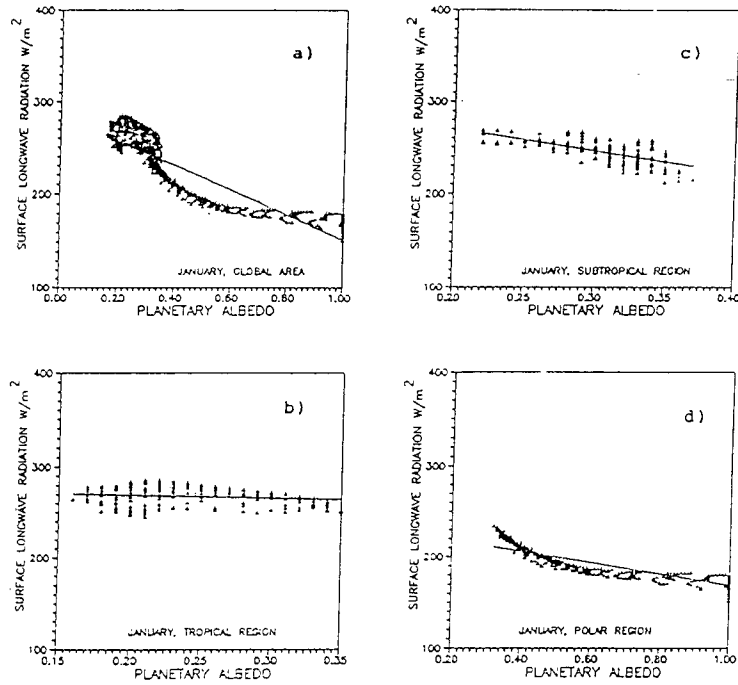 a)
400
300
200
100
SURFACE LONGWAVE RADIATION W/m²
JANUARY, GLOBAL AREA
0.00 0.20 0.40 0.60 0.80 1.00
PLANETARY ALBEDO
c)
400
300
200
100
SURFACE LONGWAVE RADIATION W/m²
JANUARY, SUBTROPICAL REGION
0.20 0.25 0.30 0.35 0.40
PLANETARY ALBEDO
b)
400
300
200
100
SURFACE LONGWAVE RADIATION W/m²
JANUARY, TROPICAL REGION
0.15 0.20 0.25 0.30 0.35
PLANETARY ALBEDO
d)
400
300
200
100
SURFACE LONGWAVE RADIATION W/m²
JANUARY, POLAR REGION
0.20 0.40 0.60 0.80 1.00
PLANETARY ALBEDO